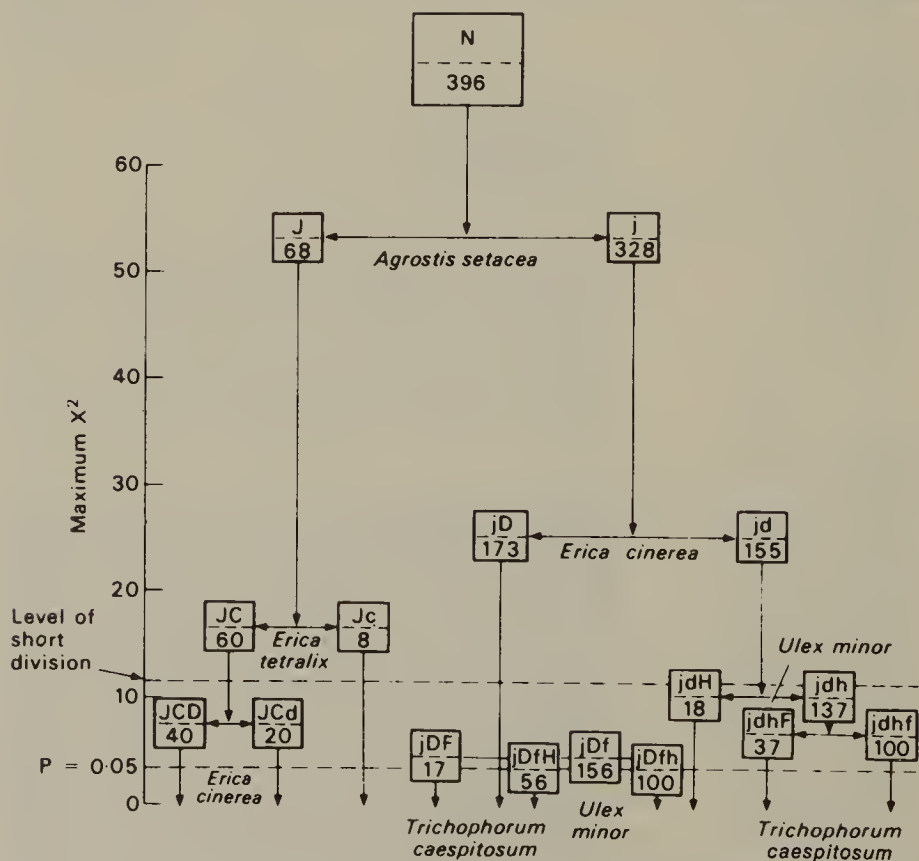 N
396
60
50
40
30
20
10
0
Maximum X²
Level of
short
division
P = 0·05
J
68
j
328
Agrostis setacea
jD
173
jd
155
Erica cinerea
JC
60
Jc
8
Erica
tetralix
Ulex minor
jdH
18
jdh
137
JCD
40
JCd
20
jdhF
37
jdhf
100
jDF
17
jDfH
56
jDf
156
jDfh
100
Erica
cinerea
Trichophorum
caespitosum
Ulex
minor
Trichophorum
caespitosum